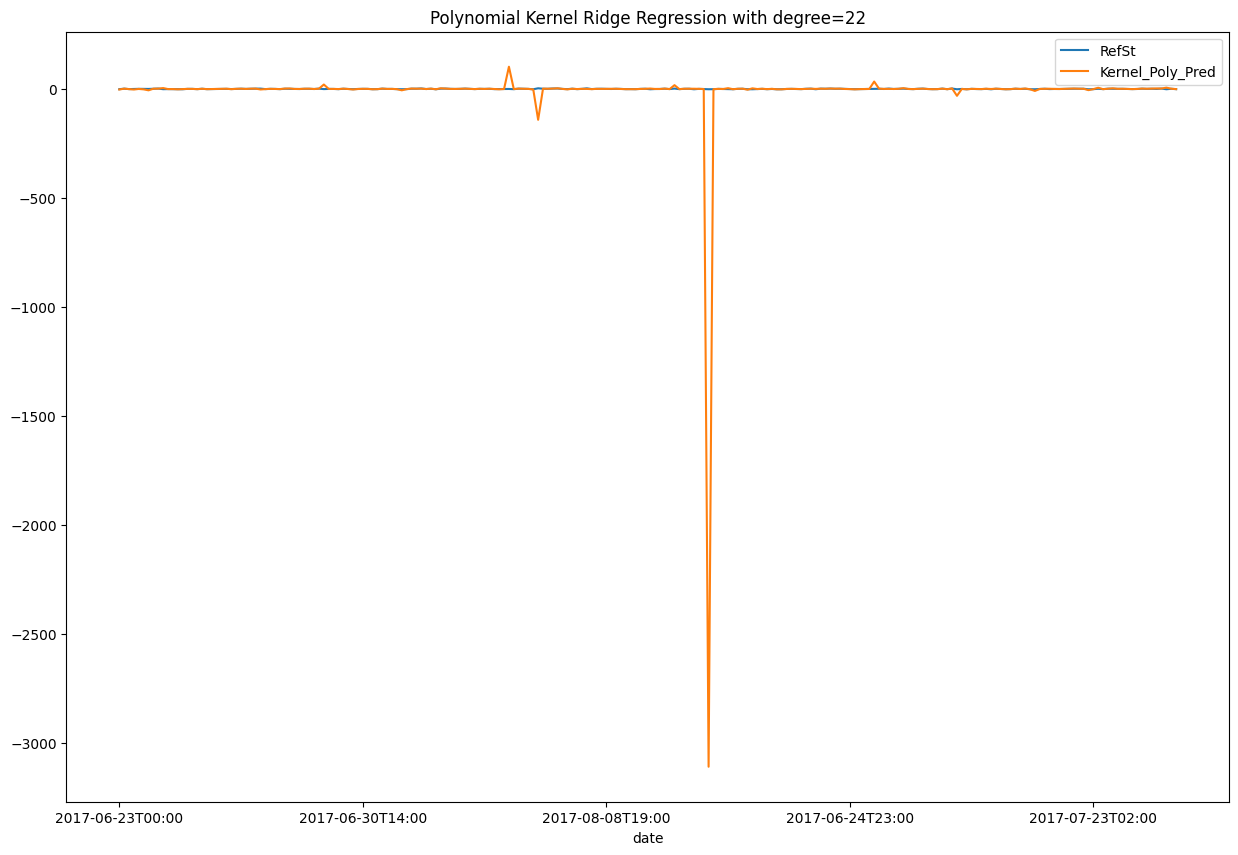 Polynomial Kernel Ridge Regression with degree=22
RefSt
Kernel_Poly_Pred
0
−500
−1000
−1500
−2000
−2500
−3000
2017-06-23T00:00
2017-06-30T14:00
2017-08-08T19:00
2017-06-24T23:00
2017-07-23T02:00
date